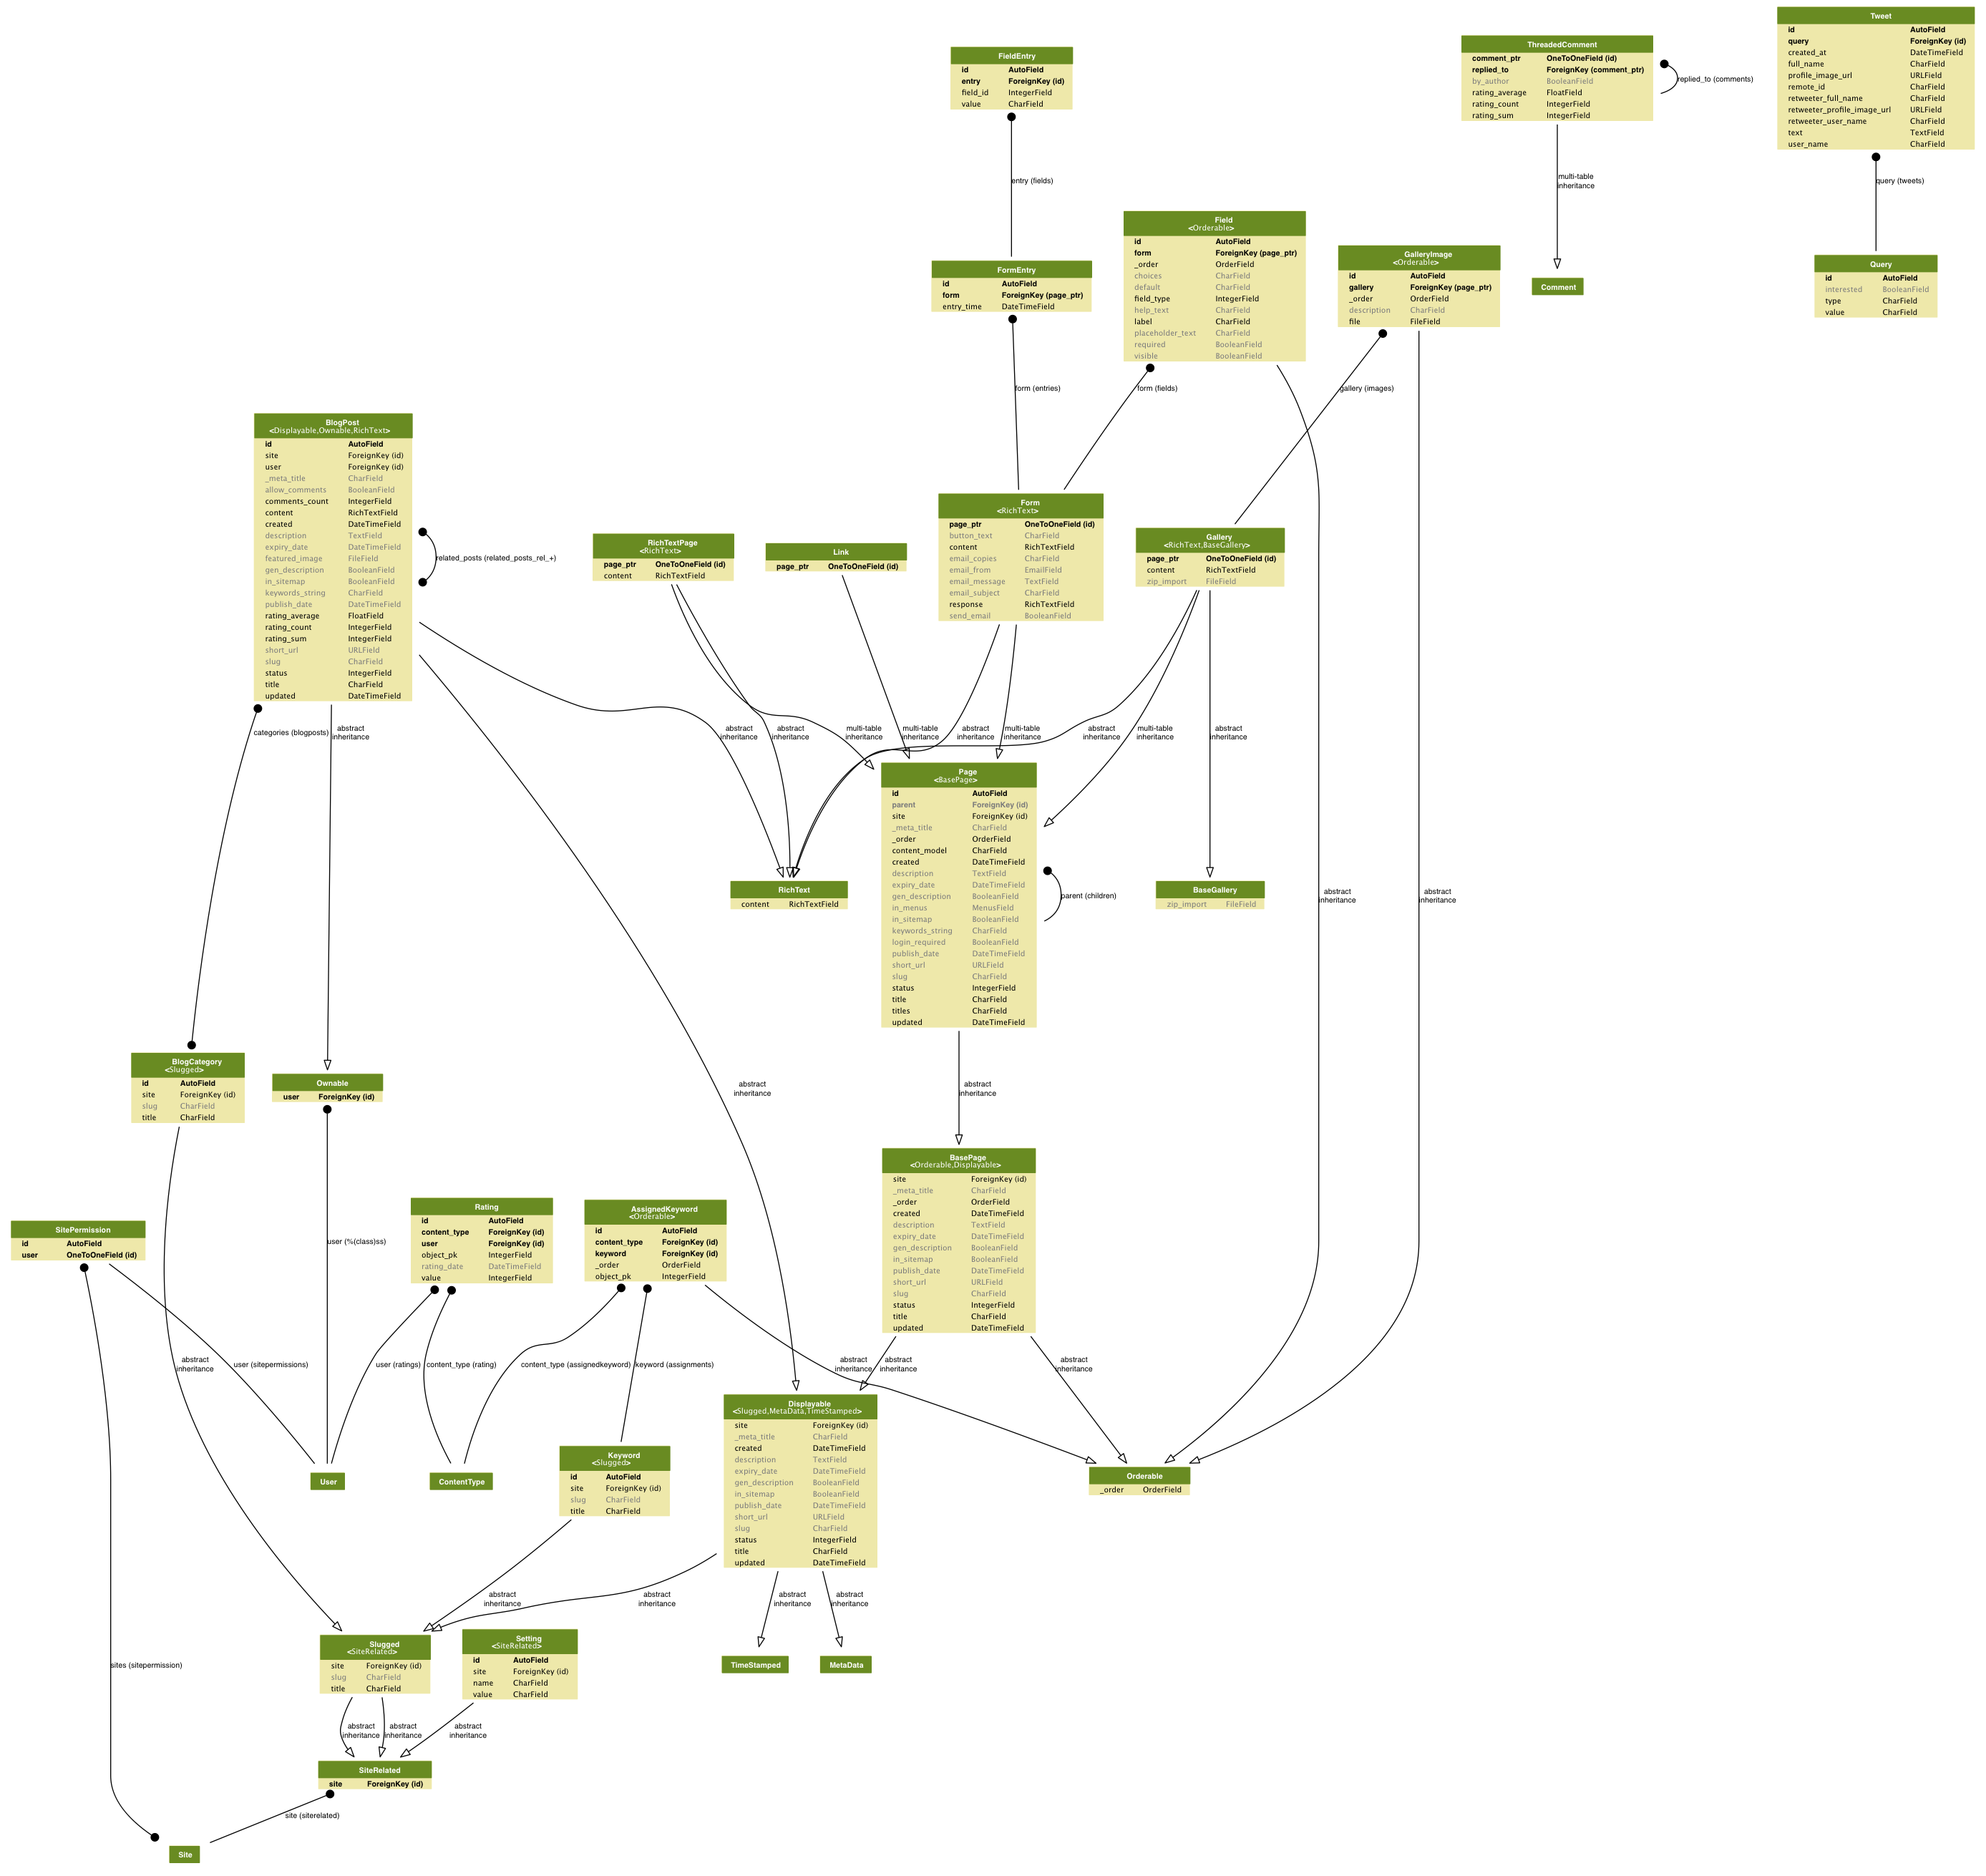 Tweet
id AutoField
query ForeignKey (id)
created_at DateTimeField
full_name CharField
profile_image_url URLField
remote_id CharField
retweeter_full_name CharField
retweeter_profile_image_url URLField
retweeter_user_name CharField
text TextField
user_name CharField
ThreadedComment
comment_ptr OneToOneField (id)
replied_to ForeignKey (comment_ptr)
by_author BooleanField
rating_average FloatField
rating_count IntegerField
rating_sum IntegerField
replied_to (comments)
FieldEntry
id AutoField
entry ForeignKey (id)
field_id IntegerField
value CharField
entry (fields)
multi-table
inheritance
query (tweets)
Field
<Orderable>
id AutoField
form ForeignKey (page_ptr)
_order OrderField
choices CharField
default CharField
field_type IntegerField
help_text CharField
label CharField
placeholder_text CharField
required BooleanField
visible BooleanField
GalleryImage
<Orderable>
id AutoField
gallery ForeignKey (page_ptr)
_order OrderField
description CharField
file FileField
FormEntry
id AutoField
form ForeignKey (page_ptr)
entry_time DateTimeField
Comment
Query
id AutoField
interested BooleanField
type CharField
value CharField
form (entries)
form (fields)
gallery (images)
BlogPost
<Displayable,Ownable,RichText>
id AutoField
site ForeignKey (id)
user ForeignKey (id)
_meta_title CharField
allow_comments BooleanField
comments_count IntegerField
content RichTextField
created DateTimeField
description TextField
expiry_date DateTimeField
featured_image FileField
gen_description BooleanField
in_sitemap BooleanField
keywords_string CharField
publish_date DateTimeField
rating_average FloatField
rating_count IntegerField
rating_sum IntegerField
short_url URLField
slug CharField
status IntegerField
title CharField
updated DateTimeField
related_posts (related_posts_rel_+)
RichTextPage
<RichText>
page_ptr OneToOneField (id)
content RichTextField
Link
page_ptr OneToOneField (id)
Form
<RichText>
page_ptr OneToOneField (id)
button_text CharField
content RichTextField
email_copies CharField
email_from EmailField
email_message TextField
email_subject CharField
response RichTextField
send_email BooleanField
Gallery
<RichText,BaseGallery>
page_ptr OneToOneField (id)
content RichTextField
zip_import FileField
categories (blogposts)
abstract
inheritance
abstract
inheritance
abstract
inheritance
multi-table
inheritance
multi-table
inheritance
abstract
inheritance
multi-table
inheritance
abstract
inheritance
multi-table
inheritance
abstract
inheritance
Page
<BasePage>
id AutoField
parent ForeignKey (id)
site ForeignKey (id)
_meta_title CharField
_order OrderField
content_model CharField
created DateTimeField
description TextField
expiry_date DateTimeField
gen_description BooleanField
in_menus MenusField
in_sitemap BooleanField
keywords_string CharField
login_required BooleanField
publish_date DateTimeField
short_url URLField
slug CharField
status IntegerField
title CharField
titles CharField
updated DateTimeField
parent (children)
RichText
content RichTextField
BaseGallery
zip_import FileField
abstract
inheritance
abstract
inheritance
BlogCategory
<Slugged>
id AutoField
site ForeignKey (id)
slug CharField
title CharField
Ownable
user ForeignKey (id)
abstract
inheritance
abstract
inheritance
BasePage
<Orderable,Displayable>
site ForeignKey (id)
_meta_title CharField
_order OrderField
created DateTimeField
description TextField
expiry_date DateTimeField
gen_description BooleanField
in_sitemap BooleanField
publish_date DateTimeField
short_url URLField
slug CharField
status IntegerField
title CharField
updated DateTimeField
SitePermission
id AutoField
user OneToOneField (id)
user (%(class)ss)
Rating
id AutoField
content_type ForeignKey (id)
user ForeignKey (id)
object_pk IntegerField
rating_date DateTimeField
value IntegerField
AssignedKeyword
<Orderable>
id AutoField
content_type ForeignKey (id)
keyword ForeignKey (id)
_order OrderField
object_pk IntegerField
abstract
inheritance
user (sitepermissions)
user (ratings)
content_type (rating)
content_type (assignedkeyword)
keyword (assignments)
abstract
inheritance
abstract
inheritance
abstract
inheritance
Displayable
<Slugged,MetaData,TimeStamped>
site ForeignKey (id)
_meta_title CharField
created DateTimeField
description TextField
expiry_date DateTimeField
gen_description BooleanField
in_sitemap BooleanField
publish_date DateTimeField
short_url URLField
slug CharField
status IntegerField
title CharField
updated DateTimeField
User
ContentType
Keyword
<Slugged>
id AutoField
site ForeignKey (id)
slug CharField
title CharField
Orderable
_order OrderField
abstract
inheritance
abstract
inheritance
abstract
inheritance
abstract
inheritance
sites (sitepermission)
Slugged
<SiteRelated>
site ForeignKey (id)
slug CharField
title CharField
Setting
<SiteRelated>
id AutoField
site ForeignKey (id)
name CharField
value CharField
TimeStamped
MetaData
abstract
inheritance
abstract
inheritance
abstract
inheritance
SiteRelated
site ForeignKey (id)
site (siterelated)
Site